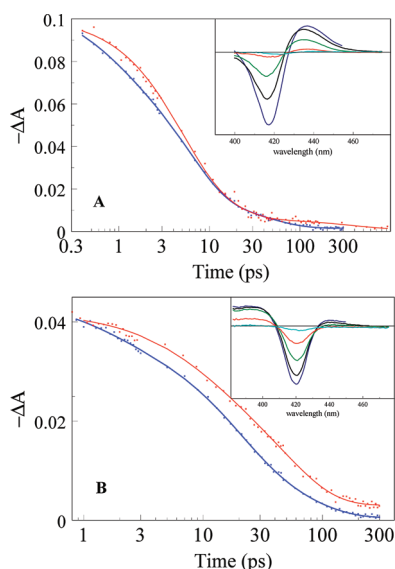 0.1
0.08
0.06
0.04
0.02
0
−ΔA
A
0.3 1 3 10 30 100 300
Time (ps)
400 420 440 460
wavelength (nm)
0.04
0.02
0
−ΔA
B
1 3 10 30 100 300
Time (ps)
400 420 440 460
wavelength (nm)